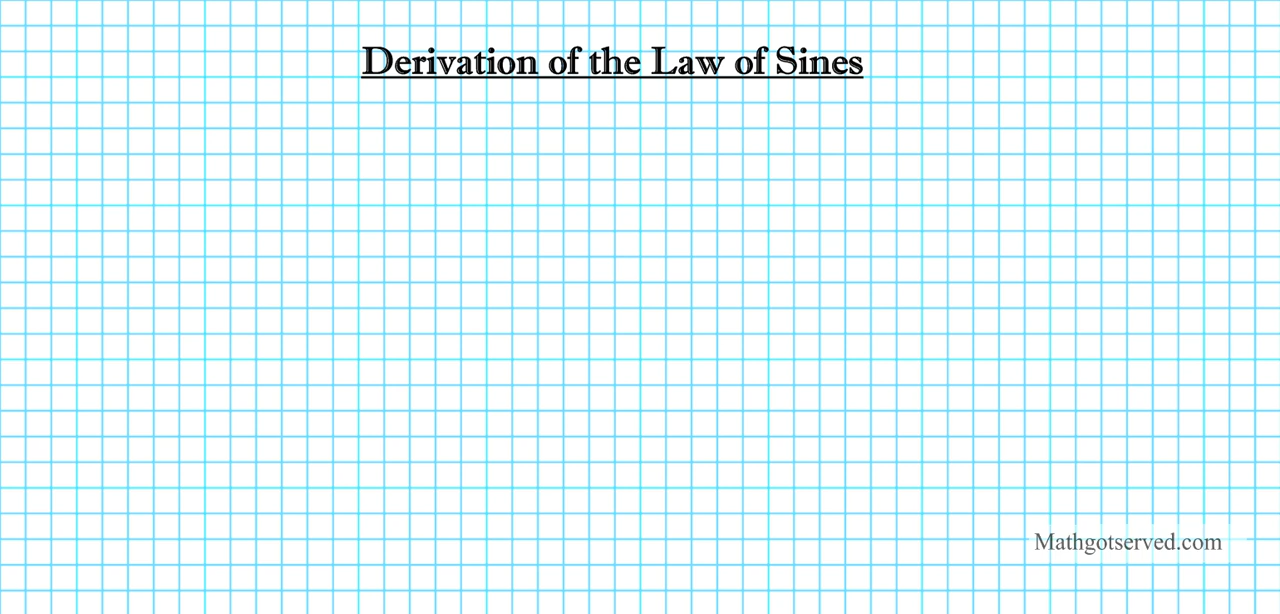 Derivation of the Law of Sines
Mathgotserved.com